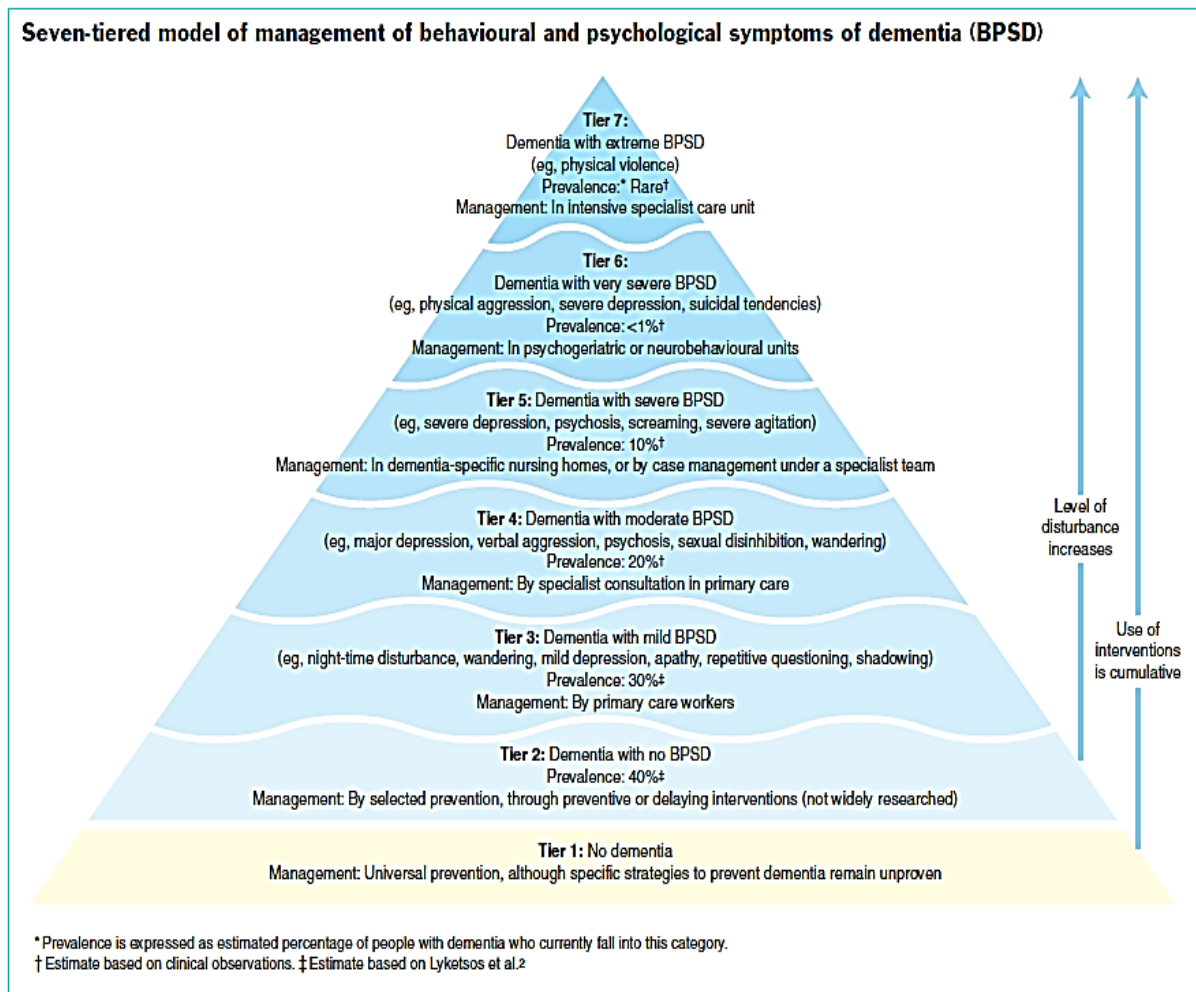 Seven-tiered model of management of behavioural and psychological symptoms of dementia (BPSD)
Tier 7:
Dementia with extreme BPSD
(eg, physical violence)
Prevalence:* Rare†
Management: In intensive specialist care unit
Tier 6:
Dementia with very severe BPSD
(eg, physical aggression, severe depression, suicidal tendencies)
Prevalence: <1%†
Management: In psychogeriatric or neurobehavioural units
Tier 5: Dementia with severe BPSD
(eg, severe depression, psychosis, screaming, severe agitation)
Prevalence: 10%†
Management: In dementia-specific nursing homes, or by case management under a specialist team
Tier 4: Dementia with moderate BPSD
(eg, major depression, verbal aggression, psychosis, sexual disinhibition, wandering)
Prevalence: 20%†
Management: By specialist consultation in primary care
Tier 3: Dementia with mild BPSD
(eg, night-time disturbance, wandering, mild depression, apathy, repetitive questioning, shadowing)
Prevalence: 30%‡
Management: By primary care workers
Tier 2: Dementia with no BPSD
Prevalence: 40%‡
Management: By selected prevention, through preventive or delaying interventions (not widely researched)
Tier 1: No dementia
Management: Universal prevention, although specific strategies to prevent dementia remain unproven
Level of
disturbance
increases
Use of
interventions
is cumulative
* Prevalence is expressed as estimated percentage of people with dementia who currently fall into this category.
† Estimate based on clinical observations. ‡ Estimate based on Lyketsos et al.²